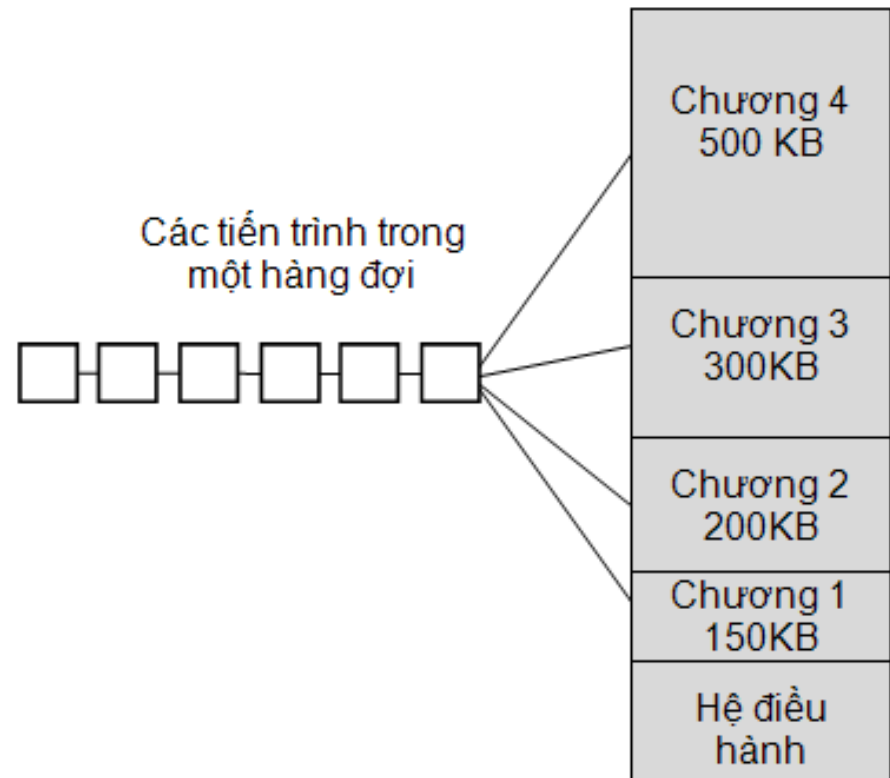 Các tiến trình trong
một hàng đợi
Chương 4
500 KB
Chương 3
300KB
Chương 2
200KB
Chương 1
150KB
Hệ điều
hành